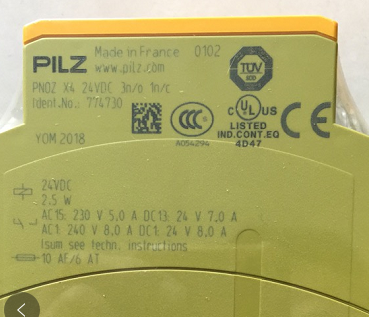 Made in France 0102
PILZ www.pilz.com
TÜV
PNOZ X4 24VDC 3n/o 1n/c
Ident.No.: 774730
CCC
C UL US
LISTED
IND.CONT.EQ
4D47
CE
YOM 2018
A054294
24VDC
2.5 W
AC15: 230 V 5,0 A DC13: 24 V 7,0 A
AC1: 240 V 8,0 A DC1: 24 V 8,0 A
Isum see techn. instructions
10 AF/6 AT